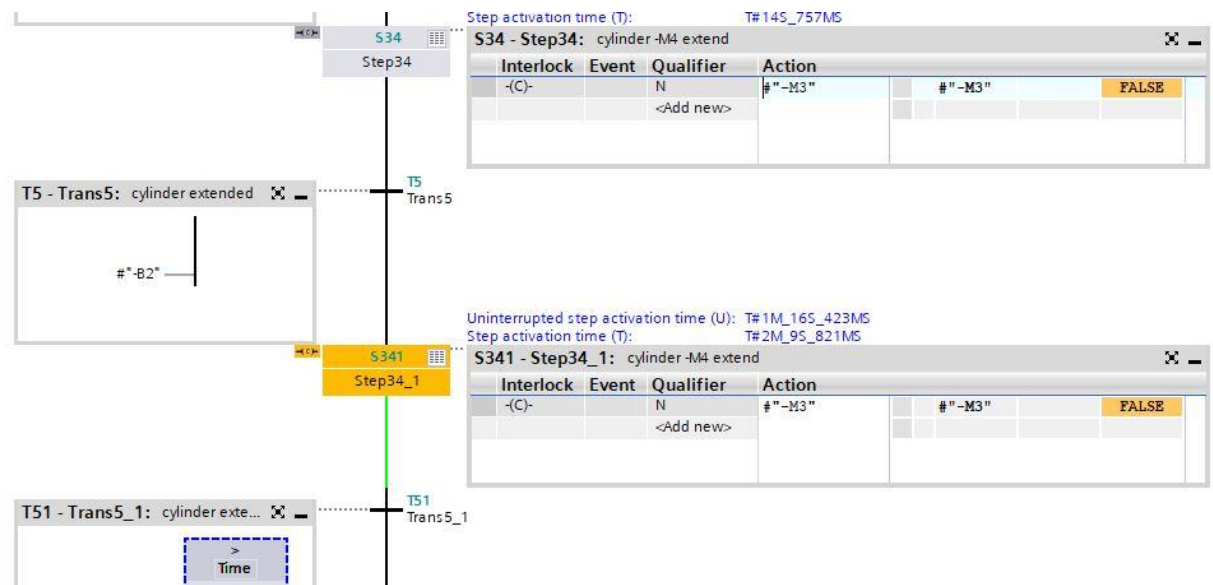 Step activation time (T): T#14S_757MS
-(C)-
S34
S34 - Step34: cylinder -M4 extend
Step34
Interlock Event Qualifier Action
-(C)- N #"-M3" #"-M3" FALSE
<Add new>
T5
T5 - Trans5: cylinder extended
Trans5
#"-B2"
Uninterrupted step activation time (U): T#1M_16S_423MS
Step activation time (T): T#2M_9S_821MS
-(C)-
S341
S341 - Step34_1: cylinder -M4 extend
Step34_1
Interlock Event Qualifier Action
-(C)- N #"-M3" #"-M3" FALSE
<Add new>
T51
T51 - Trans5_1: cylinder exte...
Trans5_1
>
Time